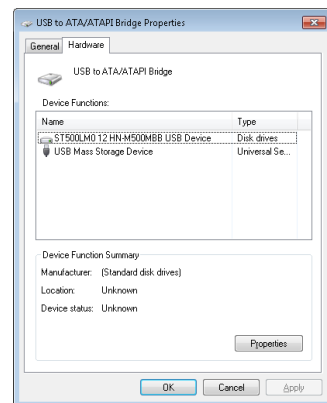 USB to ATA/ATAPI Bridge Properties
General Hardware
USB to ATA/ATAPI Bridge
Device Functions:
Name Type
ST500LM0 12 HN-M500MBB USB Device Disk drives
USB Mass Storage Device Universal Se...
Device Function Summary
Manufacturer: (Standard disk drives)
Location: Unknown
Device status: Unknown
Properties
OK Cancel Apply